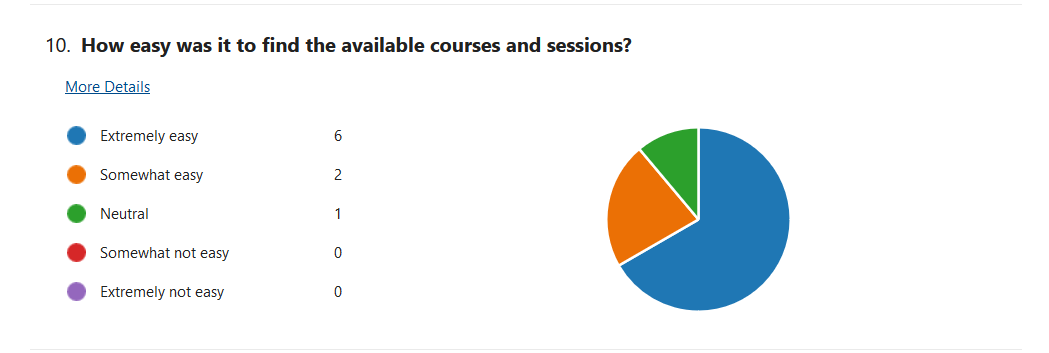 10. How easy was it to find the available courses and sessions?
More Details
Extremely easy 6
Somewhat easy 2
Neutral 1
Somewhat not easy 0
Extremely not easy 0